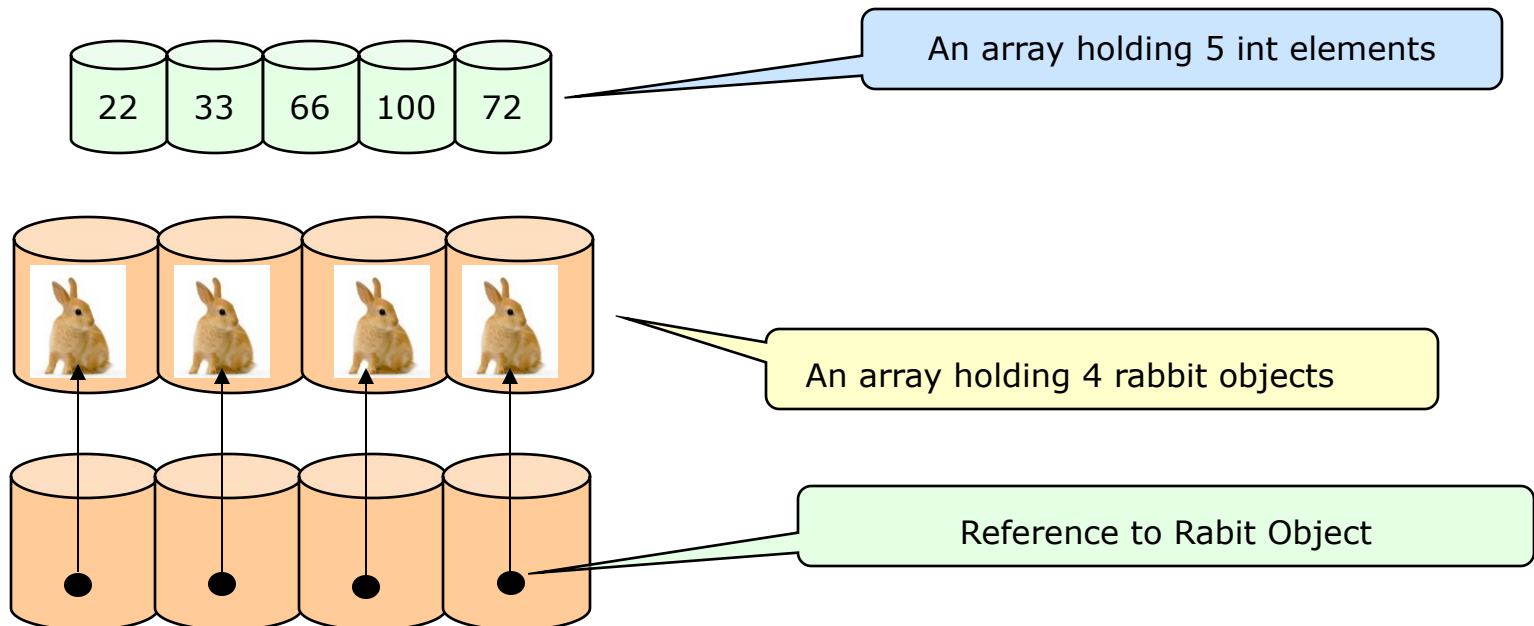 An array holding 5 int elements
22 33 66 100 72
An array holding 4 rabbit objects
Reference to Rabit Object